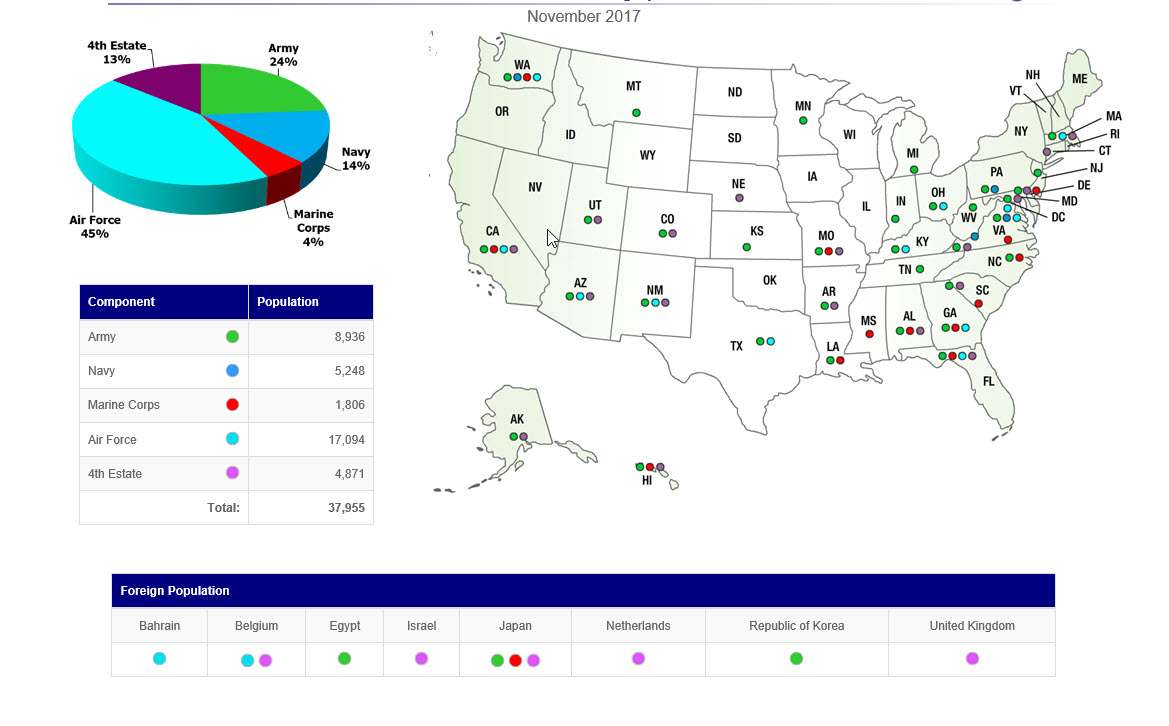 November 2017
4th Estate
13%
Army
24%
Navy
14%
Marine
Corps
4%
Air Force
45%
Component Population
Army 8,936
Navy 5,248
Marine Corps 1,806
Air Force 17,094
4th Estate 4,871
Total: 37,955
WA
OR
CA
NV
ID
MT
WY
UT
AZ
CO
NM
ND
SD
NE
KS
OK
TX
MN
IA
MO
AR
LA
WI
IL
MS
MI
IN
OH
KY
TN
AL
GA
FL
SC
NC
VA
WV
PA
NY
VT
NH
ME
MA
RI
CT
NJ
DE
MD
DC
AK
HI
Foreign Population
Bahrain Belgium Egypt Israel Japan Netherlands Republic of Korea United Kingdom